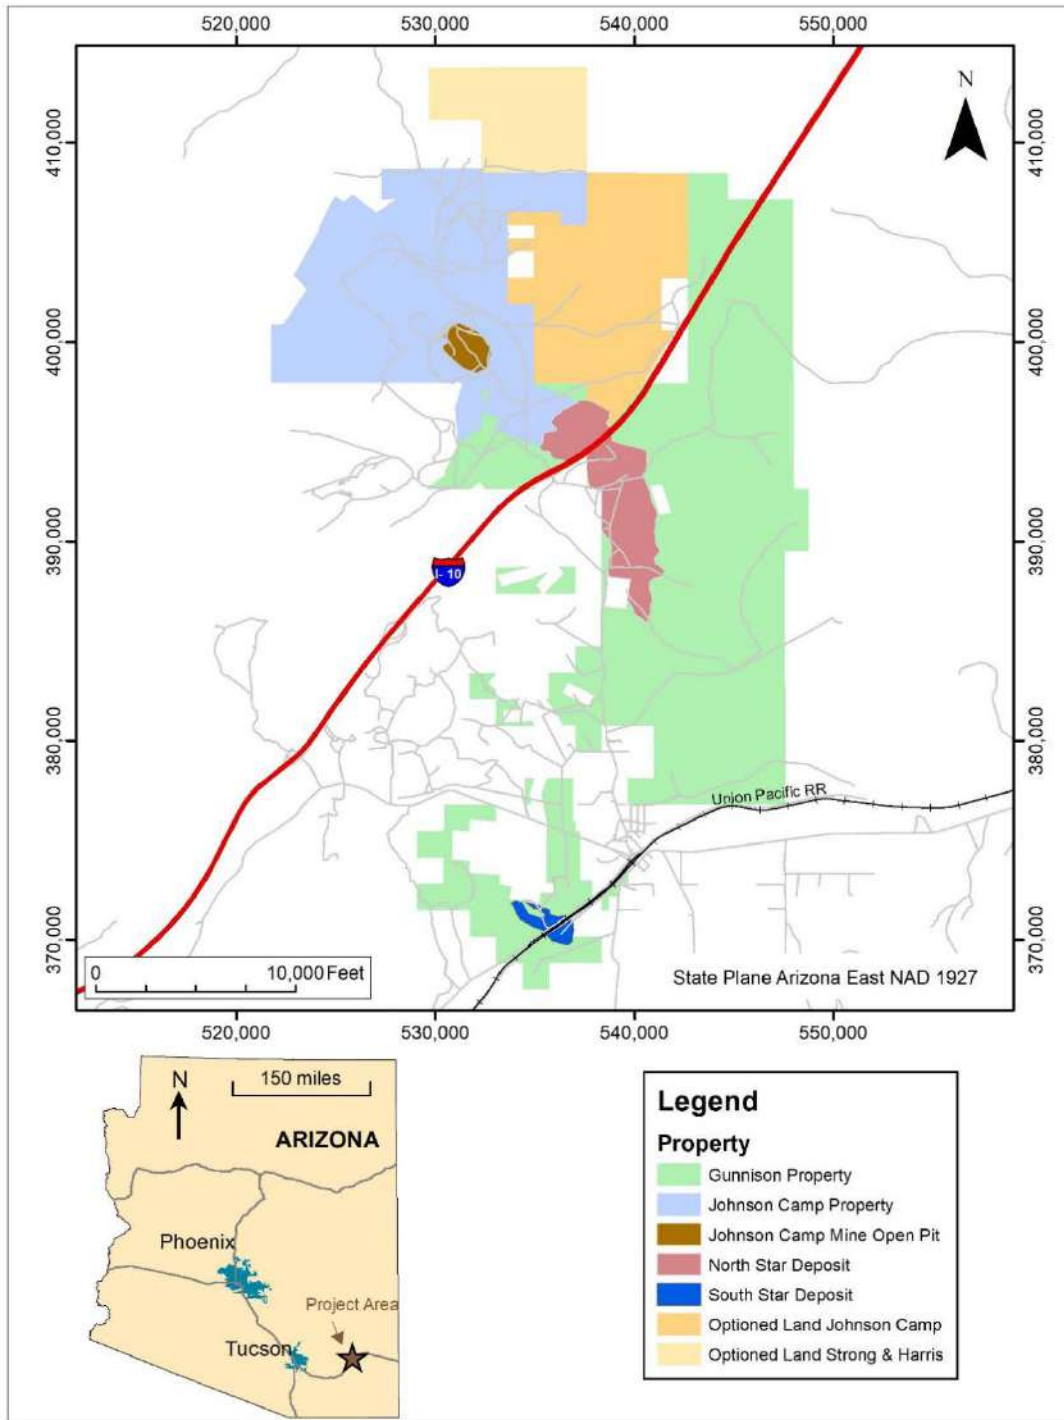 520,000 530,000 540,000 550,000
N
410,000 410,000
400,000 400,000
390,000 390,000
I-10
380,000 380,000
Union Pacific RR
370,000 370,000
0 10,000 Feet
State Plane Arizona East NAD 1927
520,000 530,000 540,000 550,000
N
150 miles
ARIZONA
Phoenix
Project Area
Tucson
Legend
Property
Gunnison Property
Johnson Camp Property
Johnson Camp Mine Open Pit
North Star Deposit
South Star Deposit
Optioned Land Johnson Camp
Optioned Land Strong & Harris